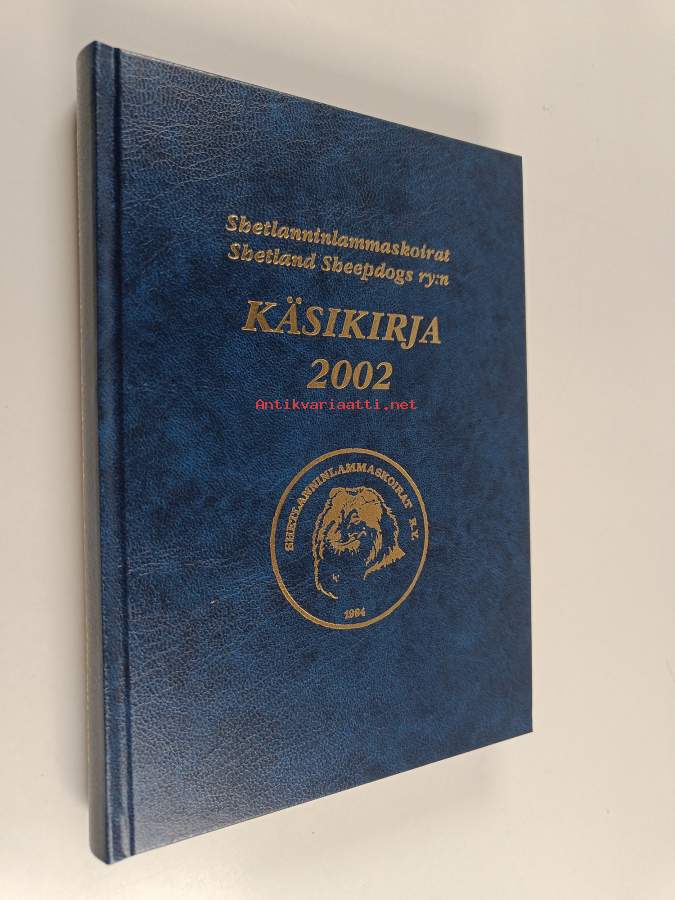 Shetlanninlammaskoirat
Shetland Sheepdogs ry:n
KÄSIKIRJA
2002
Antikvariaatti.net
SHETLANNINLAMMASKOIRAT R.Y.
1984